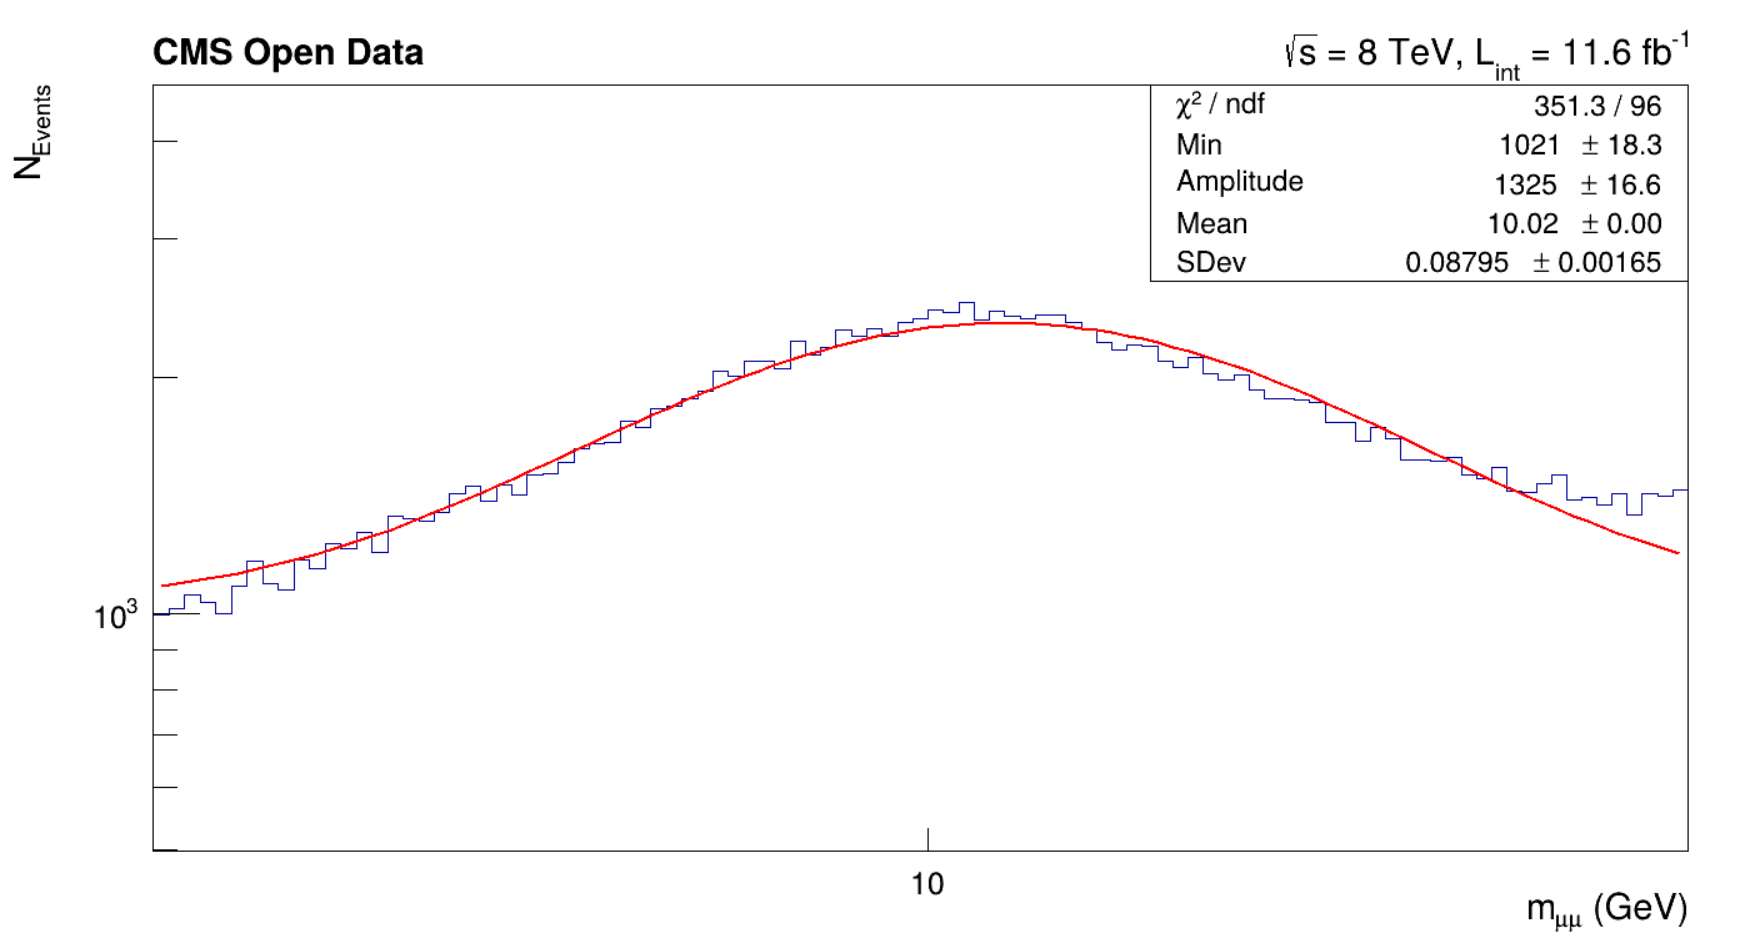 CMS Open Data
√s = 8 TeV, L_int = 11.6 fb⁻¹
N_Events
χ² / ndf 351.3 / 96
Min 1021 ± 18.3
Amplitude 1325 ± 16.6
Mean 10.02 ± 0.00
SDev 0.08795 ± 0.00165
10³
10
m_μμ (GeV)